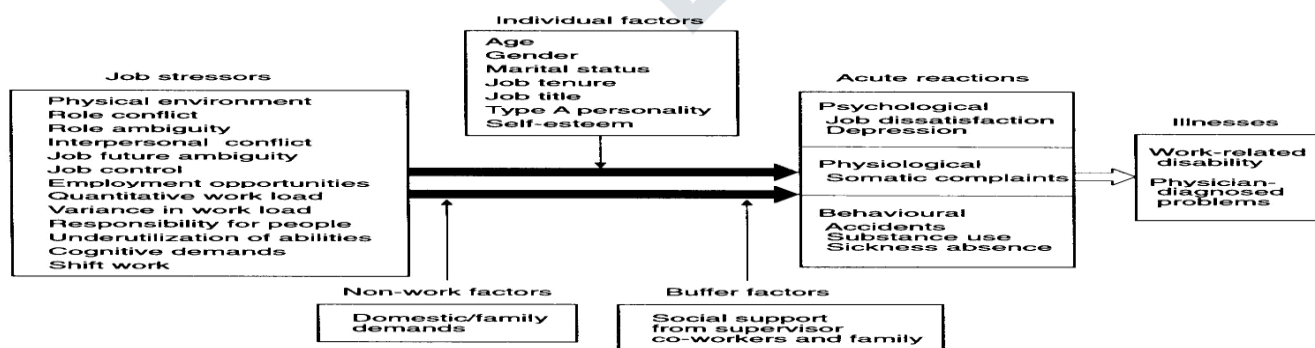 Individual factors
Age
Gender
Marital status
Job tenure
Job title
Type A personality
Self-esteem
Job stressors
Physical environment
Role conflict
Role ambiguity
Interpersonal conflict
Job future ambiguity
Job control
Employment opportunities
Quantitative work load
Variance in work load
Responsibility for people
Underutilization of abilities
Cognitive demands
Shift work
Acute reactions
Psychological
Job dissatisfaction
Depression
Physiological
Somatic complaints
Behavioural
Accidents
Substance use
Sickness absence
Illnesses
Work-related
disability
Physician-
diagnosed
problems
Non-work factors
Domestic/family
demands
Buffer factors
Social support
from supervisor
co-workers and family